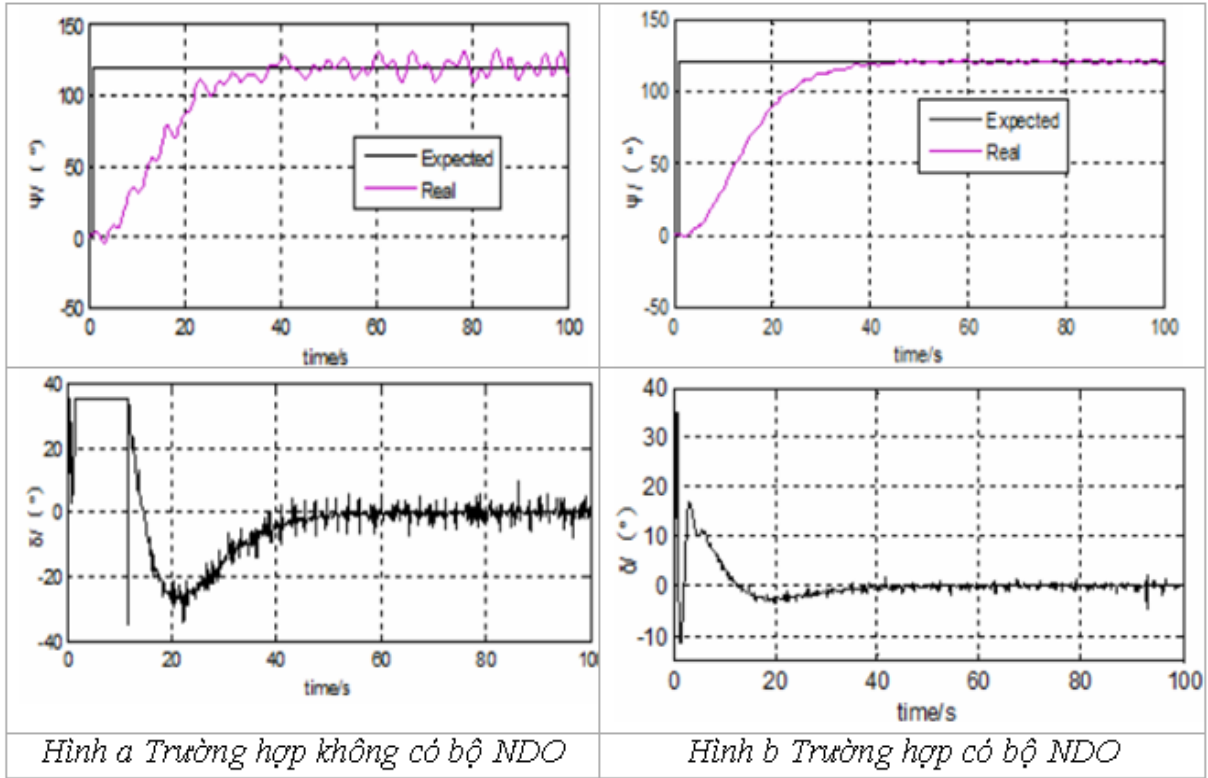 150
100
50
0
-50
Ψ/ (°)
Expected
Real
0 20 40 60 80 100
time/s
150
100
50
0
-50
Ψ/ (°)
Expected
Real
0 20 40 60 80 100
time/s
40
20
0
-20
-40
δ/ (°)
0 20 40 60 80 10
time/s
40
30
20
10
0
-10
δ/ (°)
0 20 40 60 80 100
time/s
Hình a Trường hợp không có bộ NDO
Hình b Trường hợp có bộ NDO